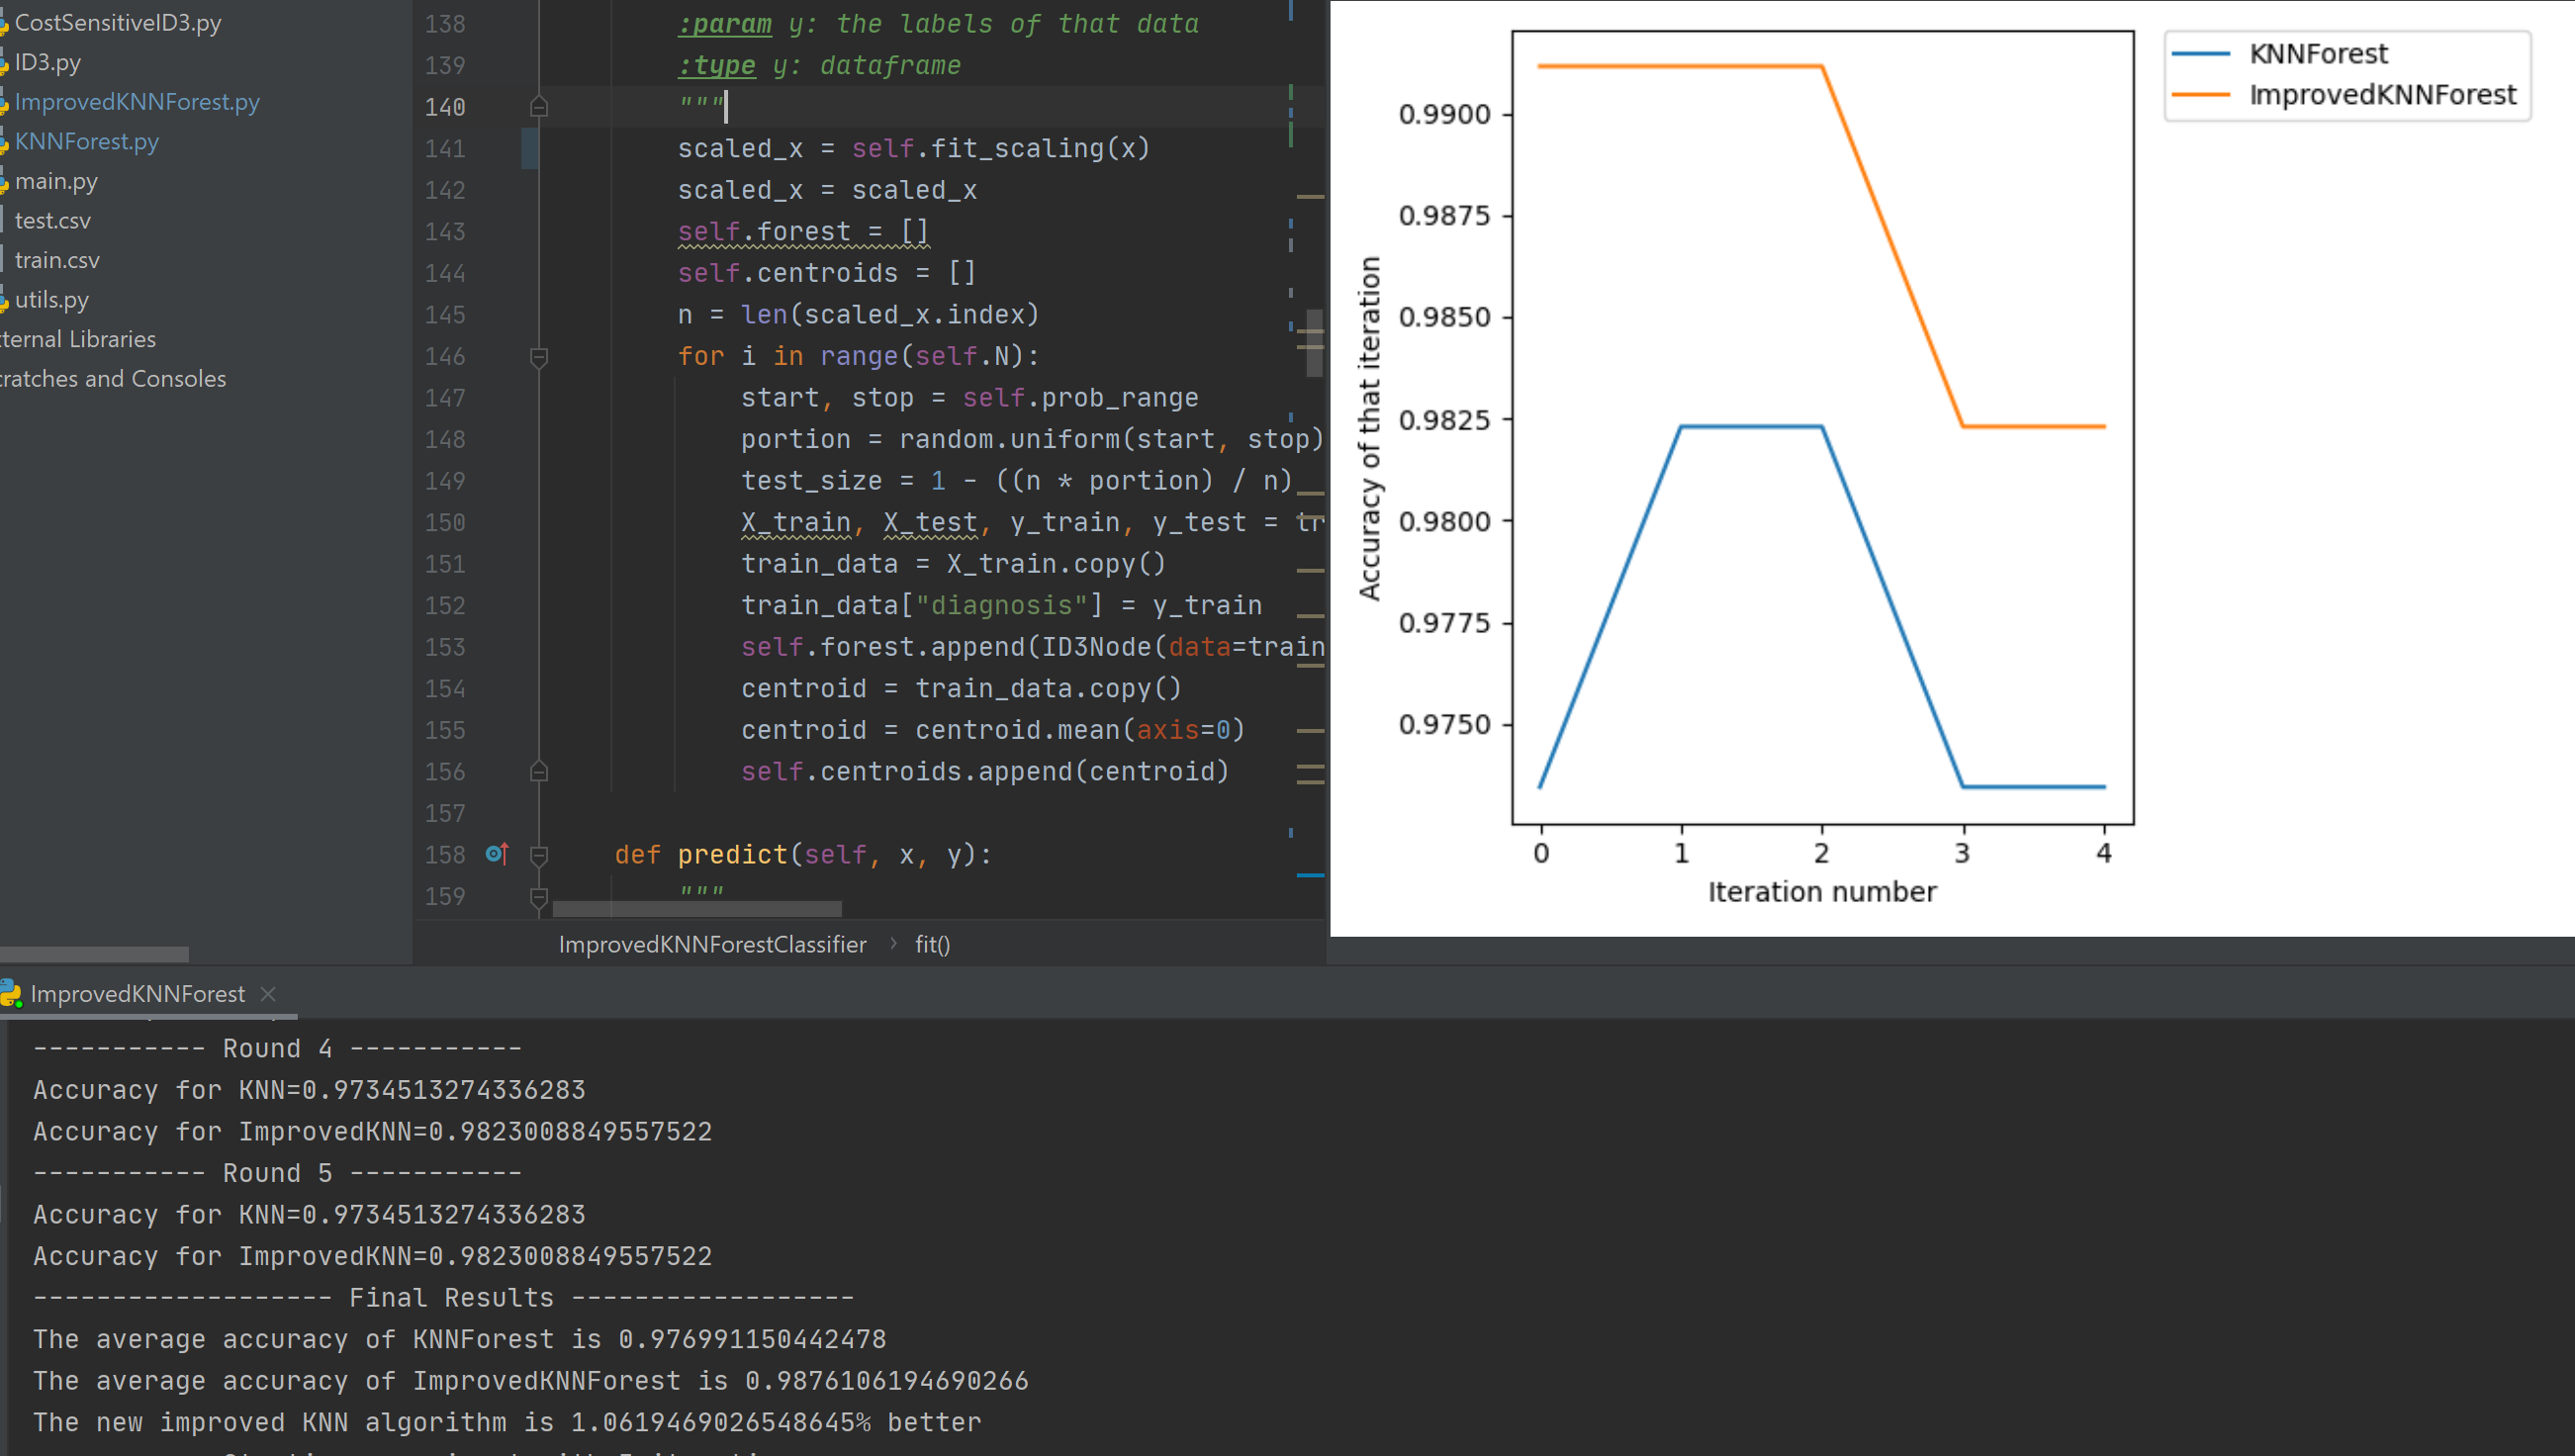 CostSensitiveID3.py
ID3.py
ImprovedKNNForest.py
KNNForest.py
main.py
test.csv
train.csv
utils.py
ternal Libraries
cratches and Consoles
138 :param y: the labels of that data
139 :type y: dataframe
140 """
141 scaled_x = self.fit_scaling(x)
142 scaled_x = scaled_x
143 self.forest = []
144 self.centroids = []
145 n = len(scaled_x.index)
146 for i in range(self.N):
147 start, stop = self.prob_range
148 portion = random.uniform(start, stop)
149 test_size = 1 - ((n * portion) / n)
150 X_train, X_test, y_train, y_test = tr
151 train_data = X_train.copy()
152 train_data["diagnosis"] = y_train
153 self.forest.append(ID3Node(data=train
154 centroid = train_data.copy()
155 centroid = centroid.mean(axis=0)
156 self.centroids.append(centroid)
157
158 def predict(self, x, y):
159 """
ImprovedKNNForestClassifier › fit()
KNNForest
ImprovedKNNForest
Accuracy of that iteration
0.9900
0.9875
0.9850
0.9825
0.9800
0.9775
0.9750
0 1 2 3 4
Iteration number
ImprovedKNNForest ×
----------- Round 4 -----------
Accuracy for KNN=0.9734513274336283
Accuracy for ImprovedKNN=0.9823008849557522
----------- Round 5 -----------
Accuracy for KNN=0.9734513274336283
Accuracy for ImprovedKNN=0.9823008849557522
------------------- Final Results ------------------
The average accuracy of KNNForest is 0.976991150442478
The average accuracy of ImprovedKNNForest is 0.9876106194690266
The new improved KNN algorithm is 1.0619469026548645% better